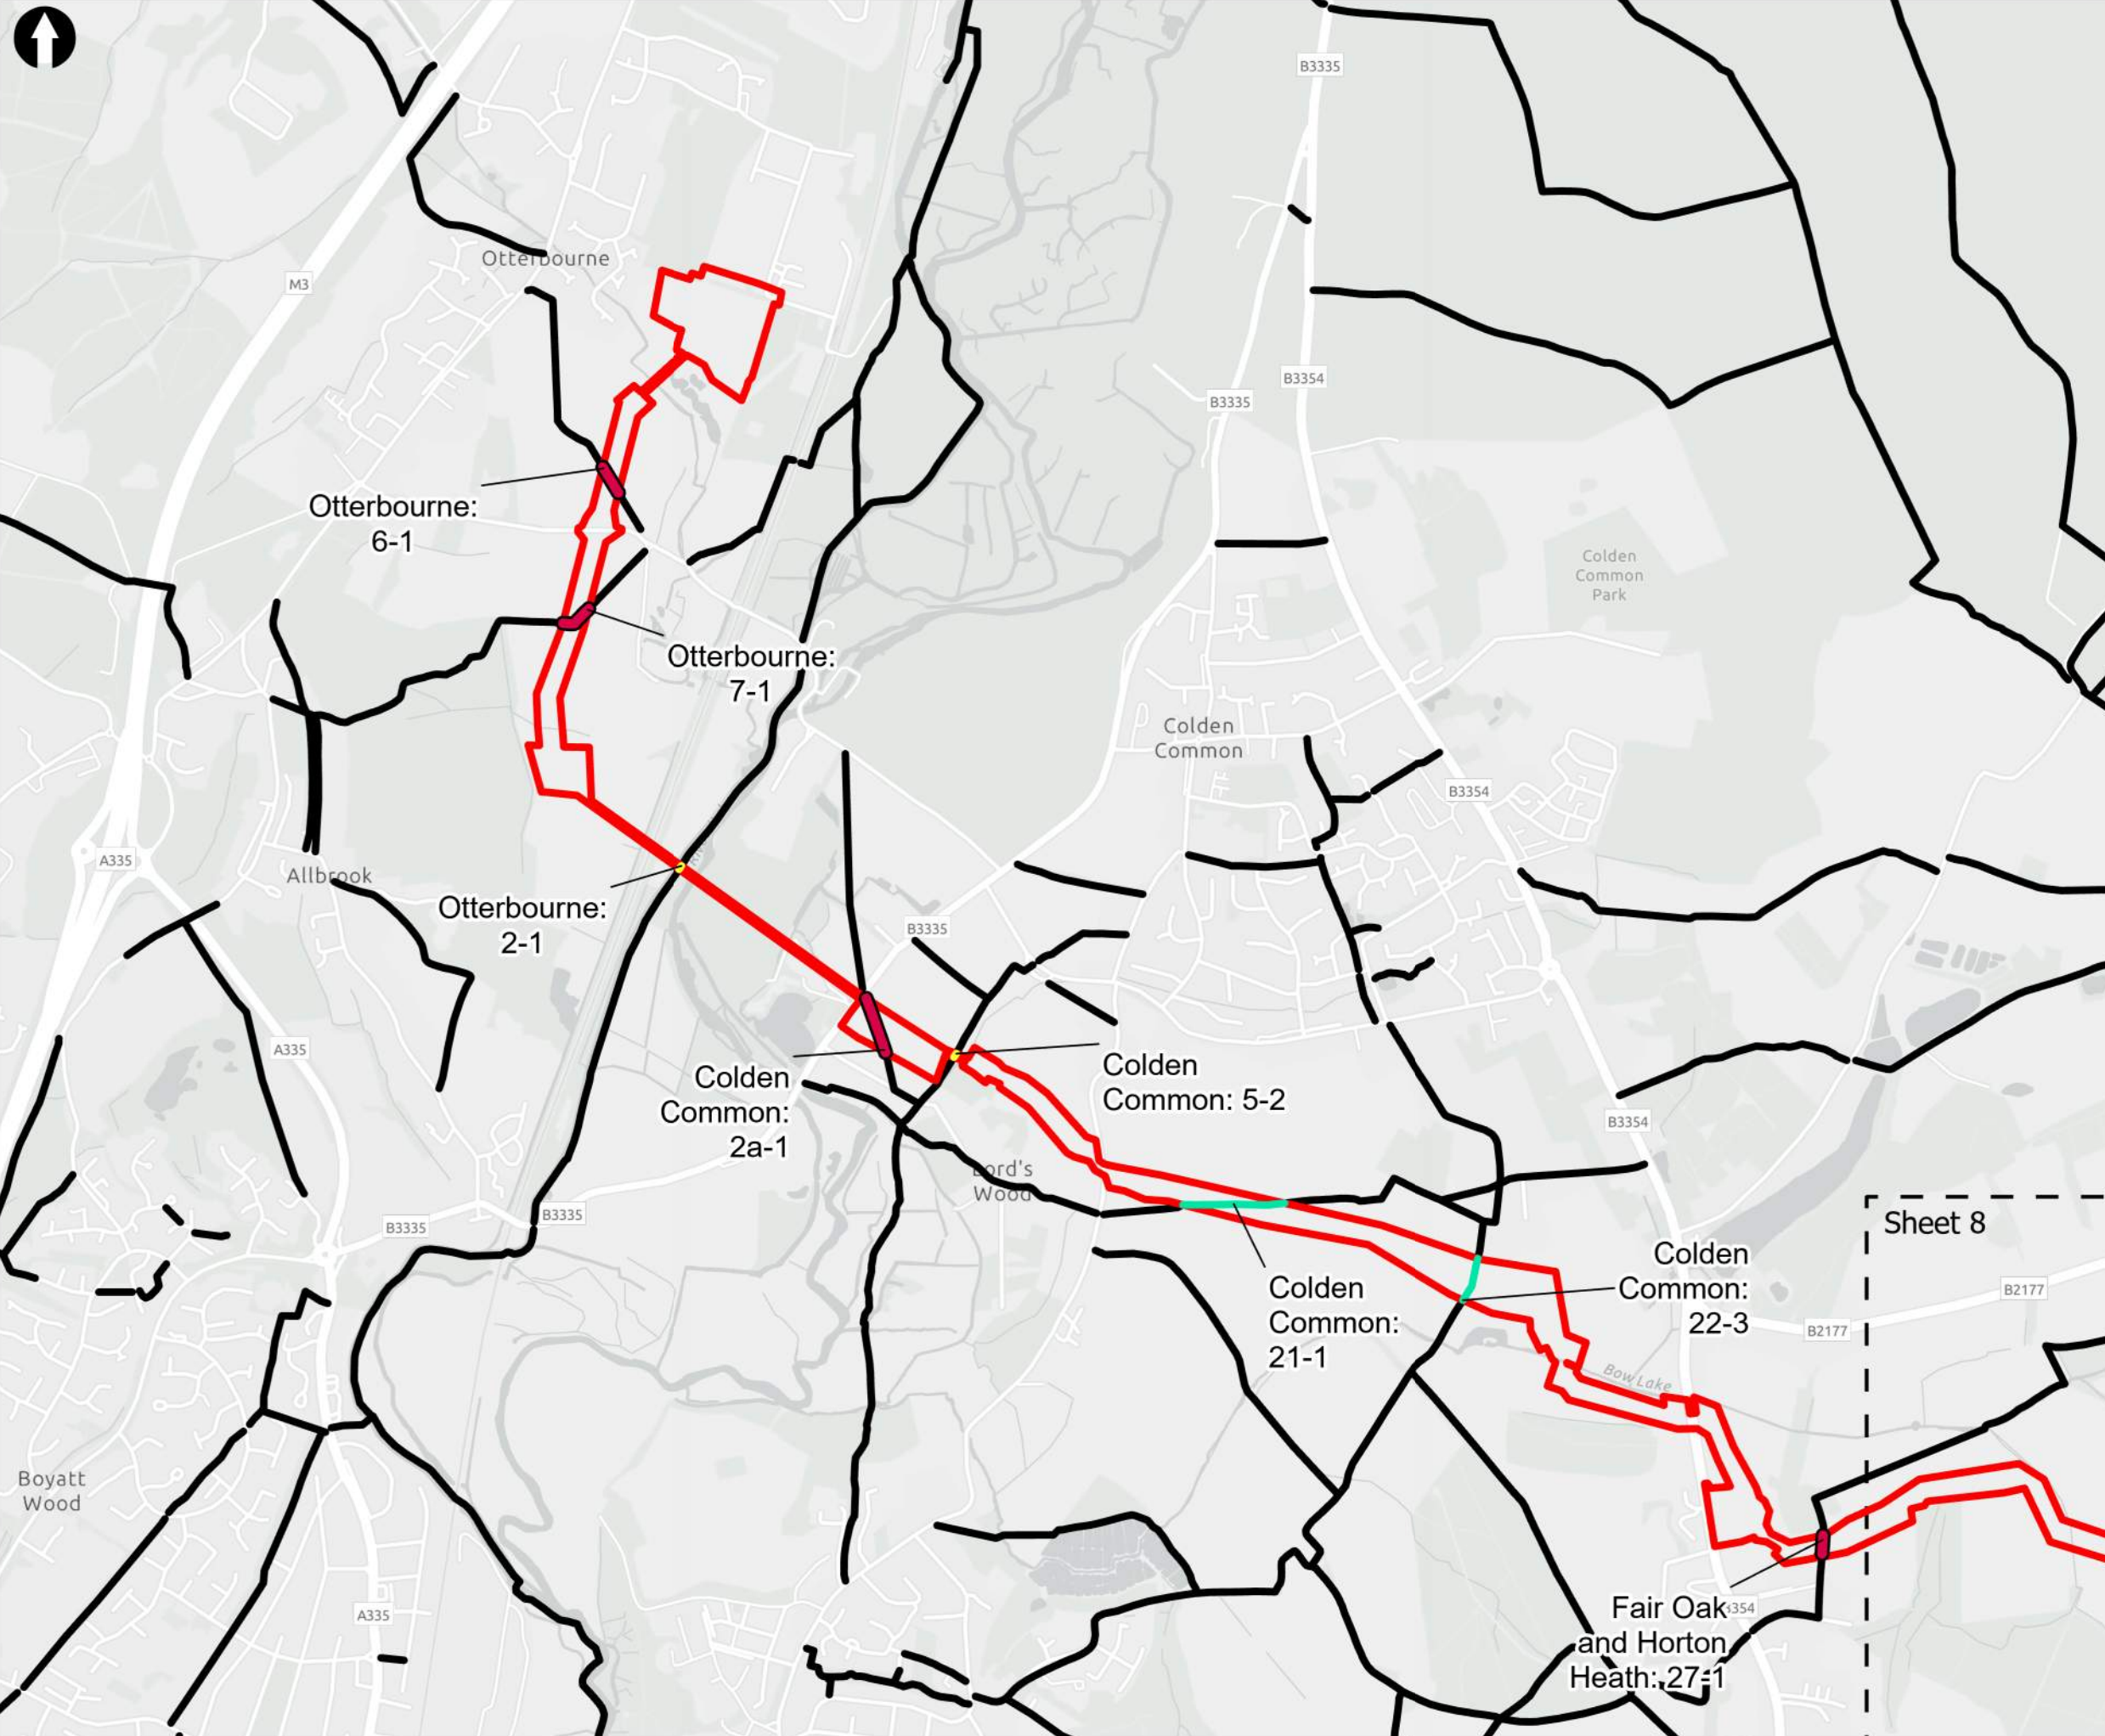 B3335
Otterbourne
M3
B3354
B3335
Otterbourne:
6-1
Colden
Common
Park
Otterbourne:
7-1
Colden
Common
B3354
A335
Allbrook
Otterbourne:
2-1
B3335
A335
Colden
Common:
2a-1
Colden
Common: 5-2
B3354
Lord's
Wood
B3335
B3335
Sheet 8
Colden
Common:
22-3
B2177
Colden
Common:
21-1
B2177
Bow Lake
Boyatt
Wood
A335
Fair Oak
and Horton
Heath: 27-1